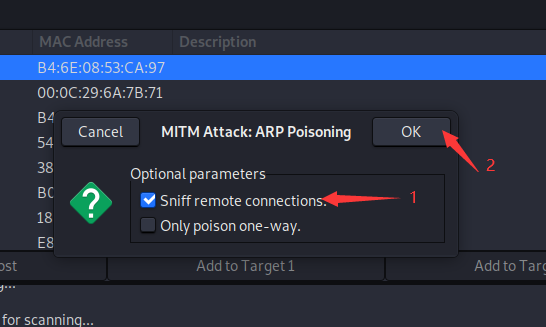 MAC Address Description
B4:6E:08:53:CA:97
00:0C:29:6A:7B:71
B4
54
38
B0
18
E8
Cancel MITM Attack: ARP Poisoning OK
2
Optional parameters
Sniff remote connections.
1
Only poison one-way.
ost Add to Target 1 Add to Targ
g...
for scanning...